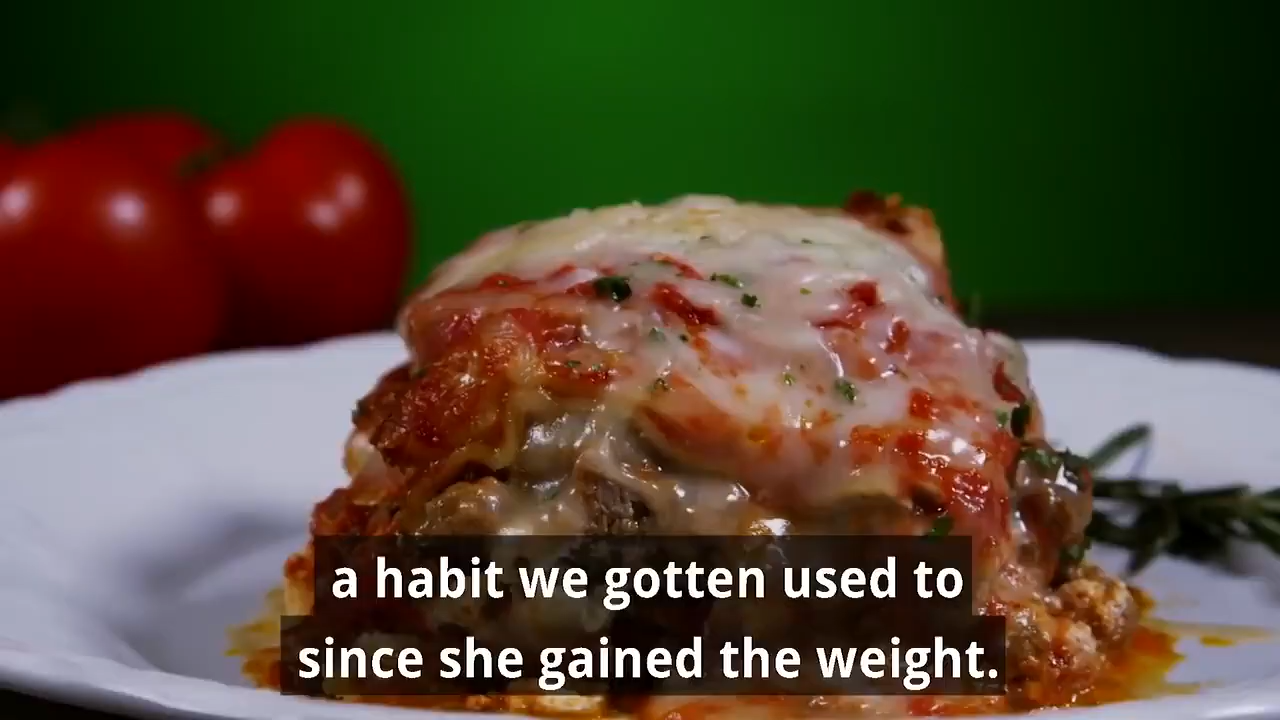 a habit we gotten used to
since she gained the weight.